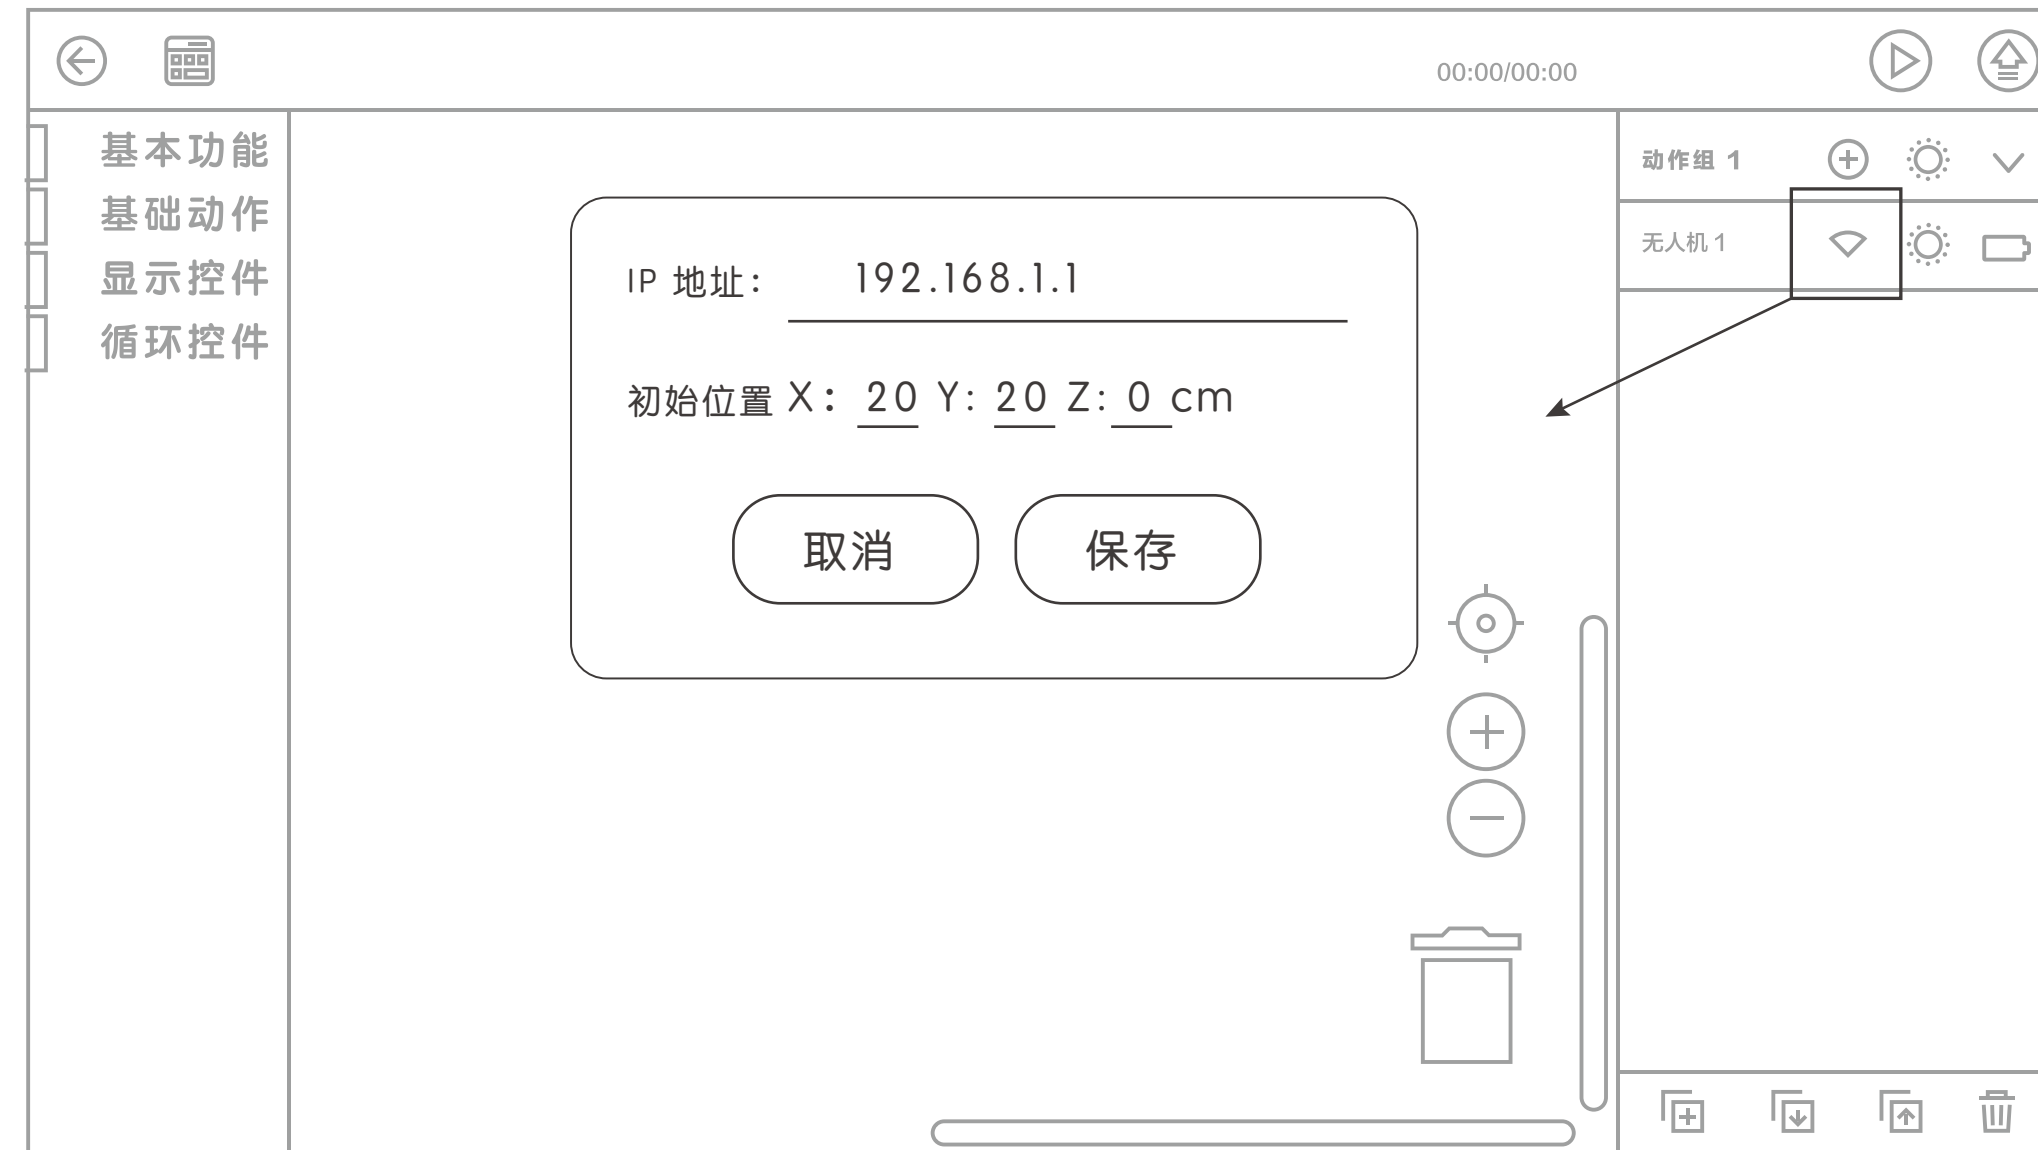 00:00/00:00
基本功能
基础动作
显示控件
循环控件
IP 地址： 192.168.1.1
初始位置 X： 20 Y: 20 Z: 0 cm
取消 保存
动作组 1
无人机 1